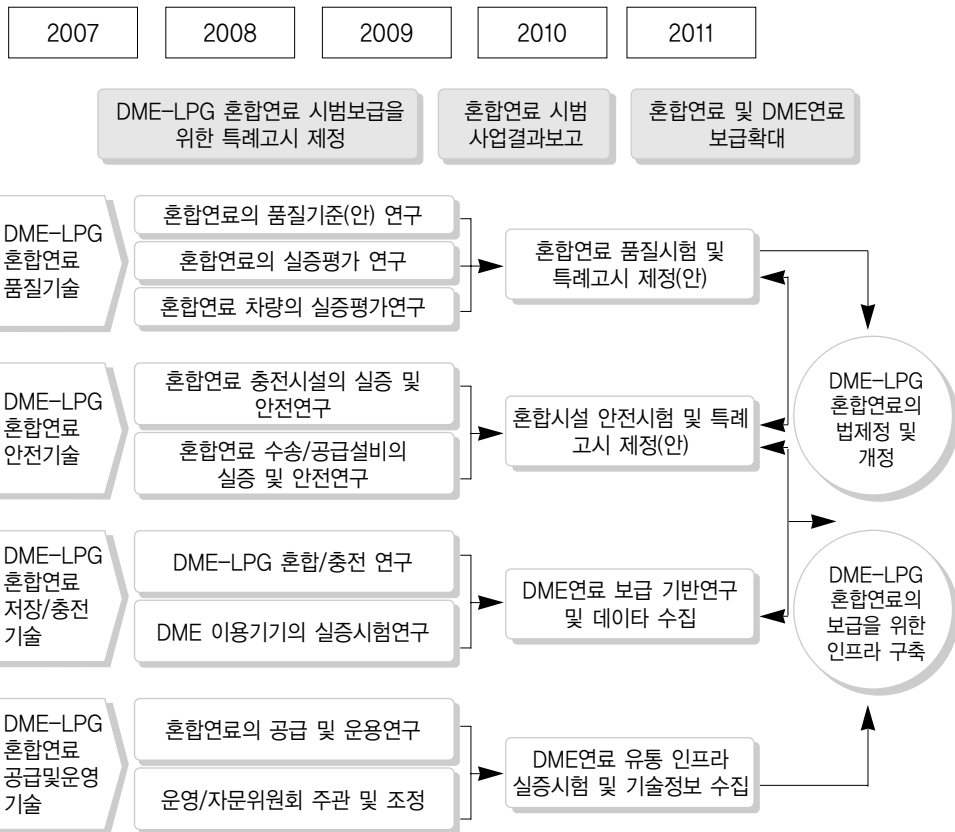 2007
2008
2009
2010
2011
DME-LPG 혼합연료 시범보급을
위한 특례고시 제정
혼합연료 시범
사업결과보고
혼합연료 및 DME연료
보급확대
DME-LPG
혼합연료
품질기술
혼합연료의 품질기준(안) 연구
혼합연료의 실증평가 연구
혼합연료 차량의 실증평가연구
혼합연료 품질시험 및
특례고시 제정(안)
DME-LPG
혼합연료
안전기술
혼합연료 충전시설의 실증 및
안전연구
혼합연료 수송/공급설비의
실증 및 안전연구
혼합시설 안전시험 및 특례
고시 제정(안)
DME-LPG
혼합연료의
법제정 및
개정
DME-LPG
혼합연료
저장/충전
기술
DME-LPG 혼합/충전 연구
DME 이용기기의 실증시험연구
DME연료 보급 기반연구
및 데이타 수집
DME-LPG
혼합연료의
보급을 위한
인프라 구축
DME-LPG
혼합연료
공급및운영
기술
혼합연료의 공급 및 운용연구
운영/자문위원회 주관 및 조정
DME연료 유통 인프라
실증시험 및 기술정보 수집